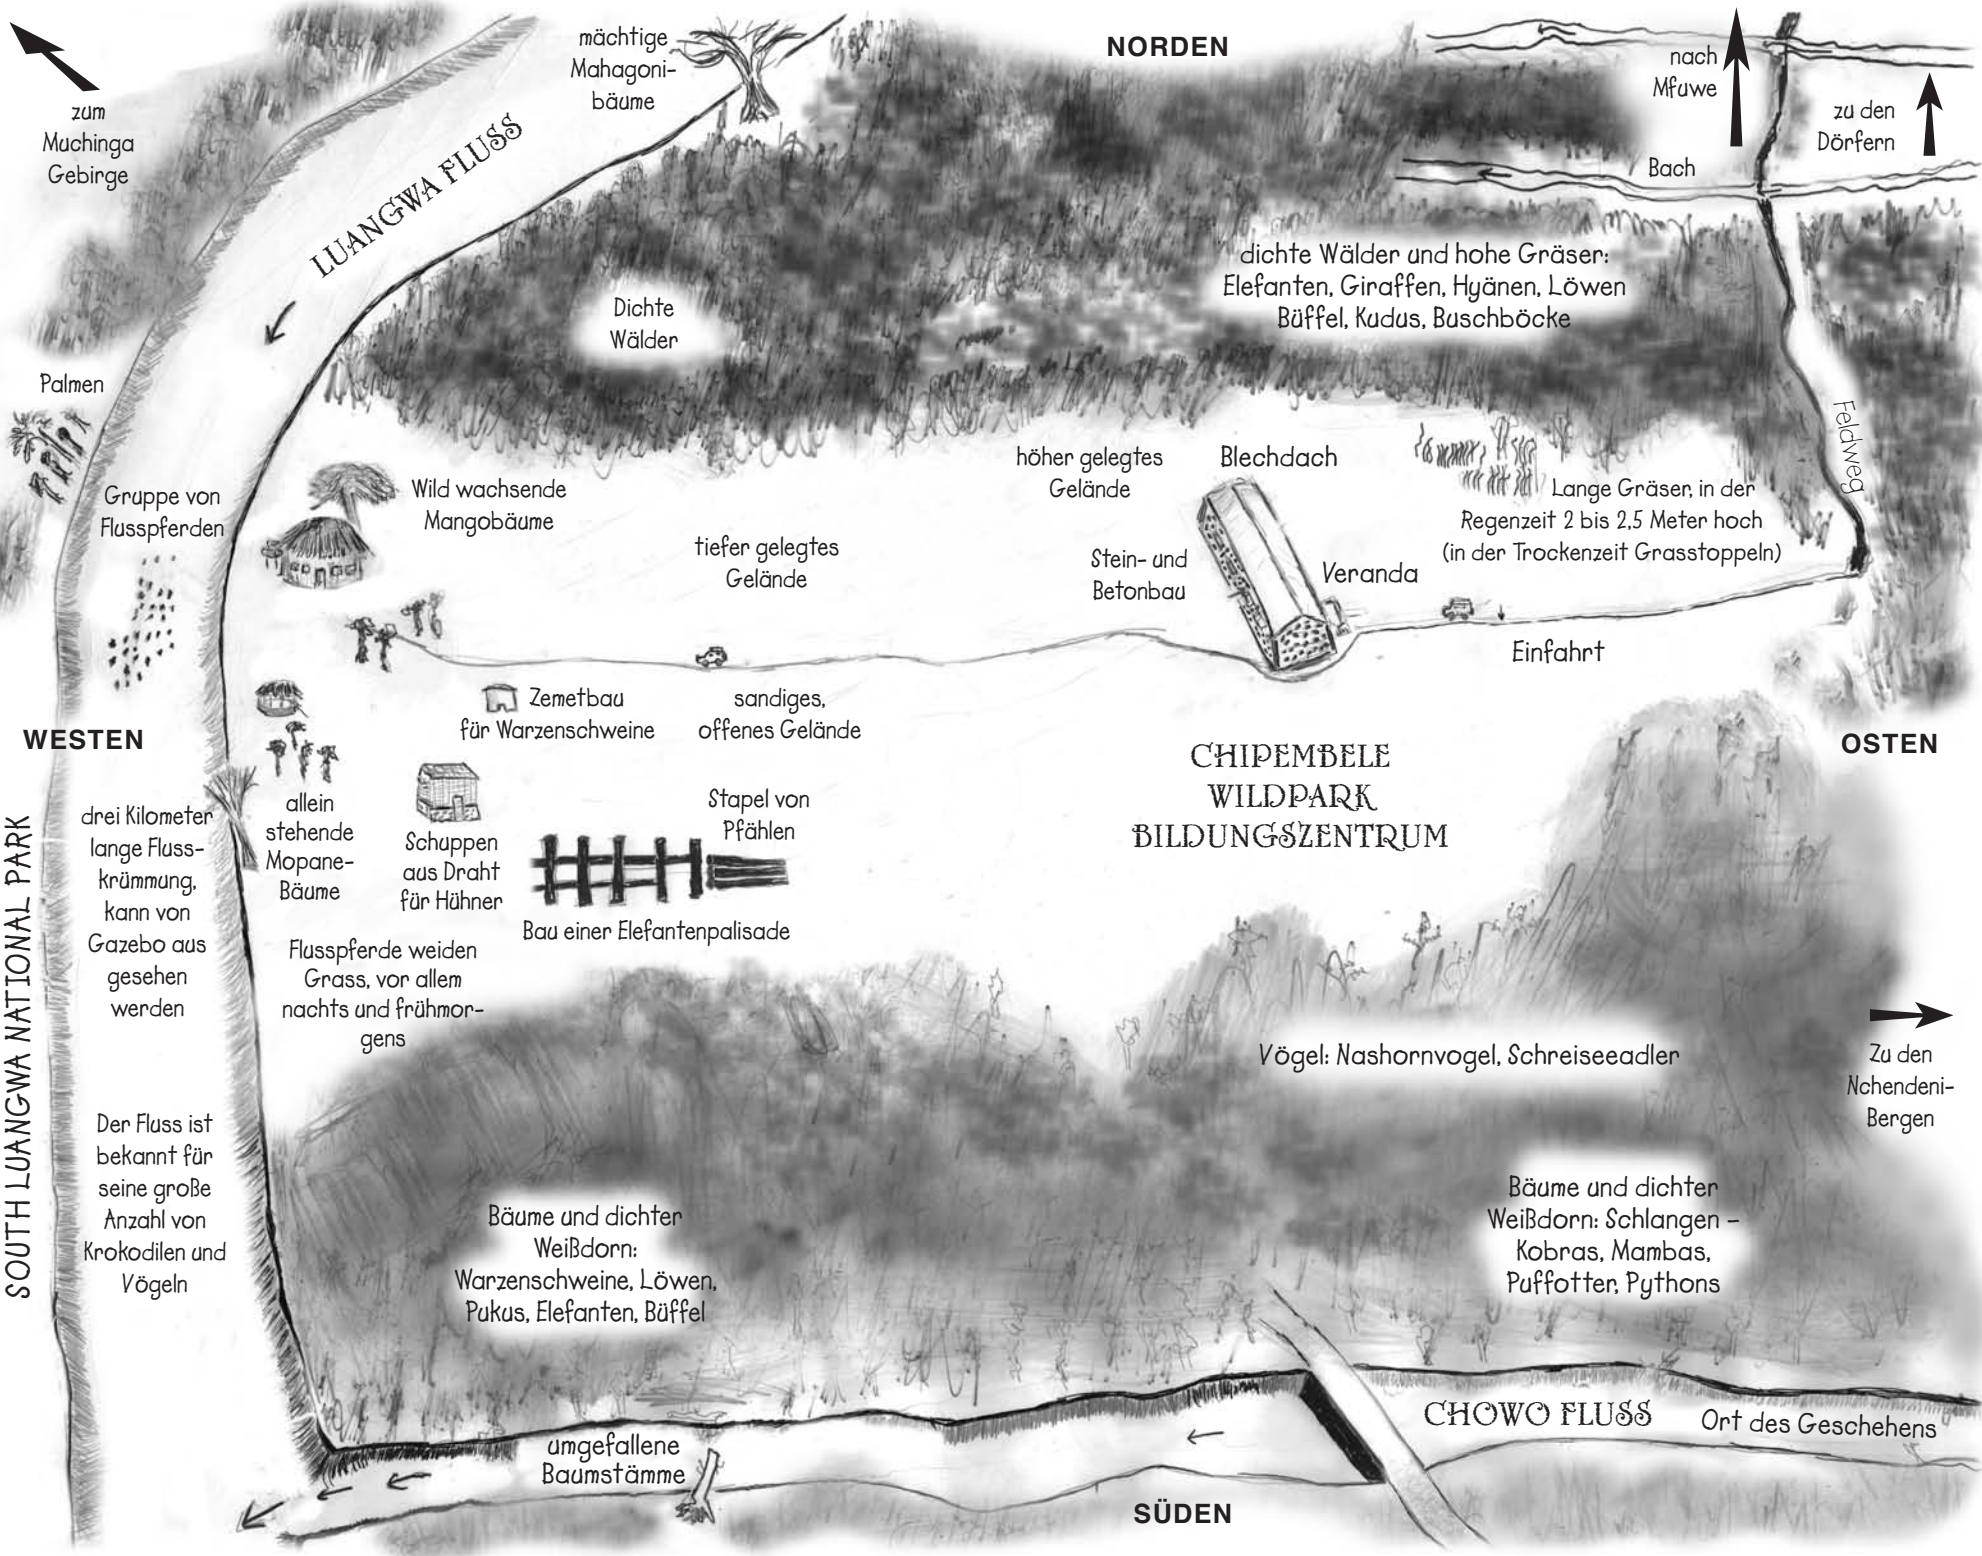 NORDEN
zum
Muchinga
Gebirge
mächtige
Mahagoni-
bäume
LUANGWA FLUSS
nach
Mfuwe
zu den
Dörfern
Bach
Dichte
Wälder
dichte Wälder und hohe Gräser:
Elefanten, Giraffen, Hyänen, Löwen
Büffel, Kudus, Buschböcke
Palmen
Feldweg
Gruppe von
Flusspferden
Wild wachsende
Mangobäume
tiefer gelegtes
Gelände
höher gelegtes
Gelände
Blechdach
Stein- und
Betonbau
Veranda
Lange Gräser, in der
Regenzeit 2 bis 2,5 Meter hoch
(in der Trockenzeit Grasstoppeln)
Einfahrt
Zemetbau
für Warzenschweine
sandiges,
offenes Gelände
WESTEN
OSTEN
CHIPEMBELE
WILDPARK
BILDUNGSZENTRUM
SOUTH LUANGWA NATIONAL PARK
drei Kilometer
lange Fluss-
krümmung,
kann von
Gazebo aus
gesehen
werden
allein
stehende
Mopane-
Bäume
Schuppen
aus Draht
für Hühner
Stapel von
Pfählen
Bau einer Elefantenpalisade
Flusspferde weiden
Grass, vor allem
nachts und frühmor-
gens
Vögel: Nashornvogel, Schreiseeadler
Zu den
Nchendeni-
Bergen
Der Fluss ist
bekannt für
seine große
Anzahl von
Krokodilen und
Vögeln
Bäume und dichter
Weißdorn:
Warzenschweine, Löwen,
Pukus, Elefanten, Büffel
Bäume und dichter
Weißdorn: Schlangen –
Kobras, Mambas,
Puffotter, Pythons
umgefallene
Baumstämme
CHOWO FLUSS
Ort des Geschehens
SÜDEN